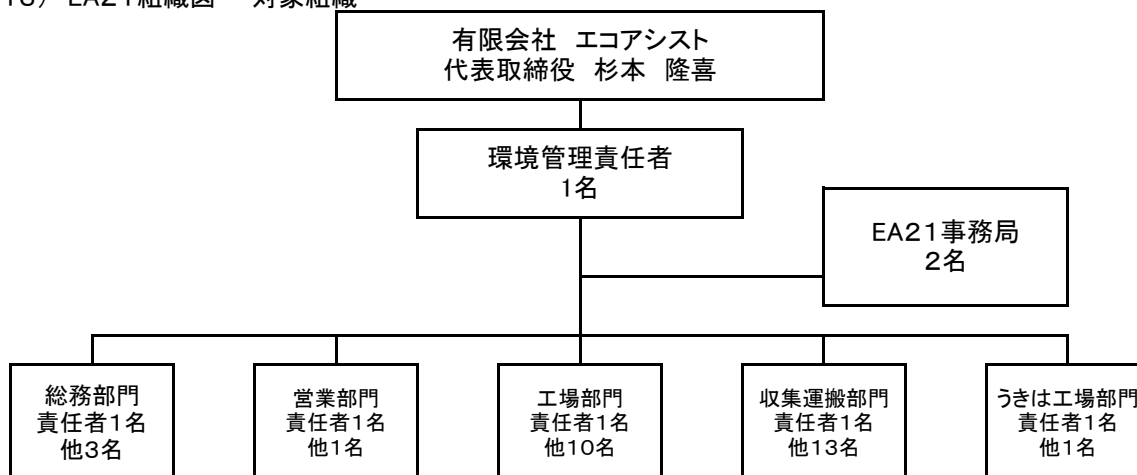 EA21組織図　対象組織
有限会社　エコアシスト
代表取締役　杉本　隆喜
環境管理責任者
1名
EA21事務局
2名
総務部門
責任者1名
他3名
営業部門
責任者1名
他1名
工場部門
責任者1名
他10名
収集運搬部門
責任者1名
他13名
うきは工場部門
責任者1名
他1名